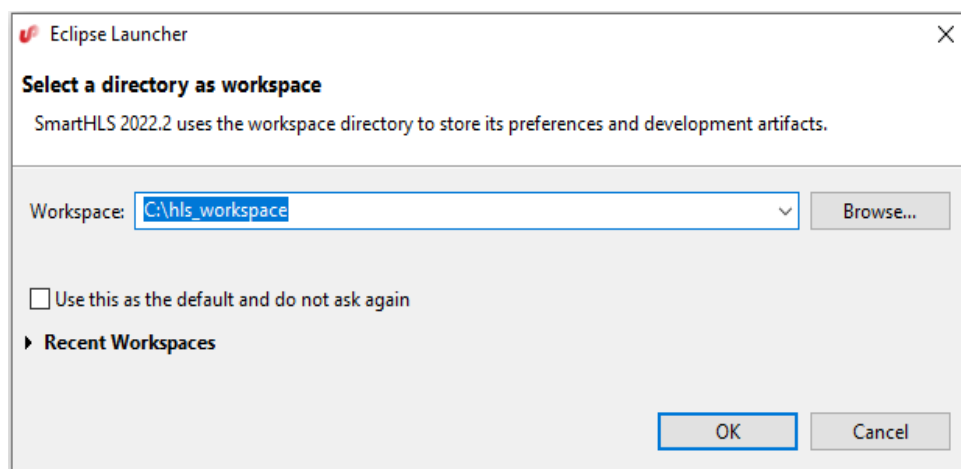 Eclipse Launcher
Select a directory as workspace
SmartHLS 2022.2 uses the workspace directory to store its preferences and development artifacts.
Workspace: C:\hls_workspace Browse...
Use this as the default and do not ask again
Recent Workspaces
OK Cancel